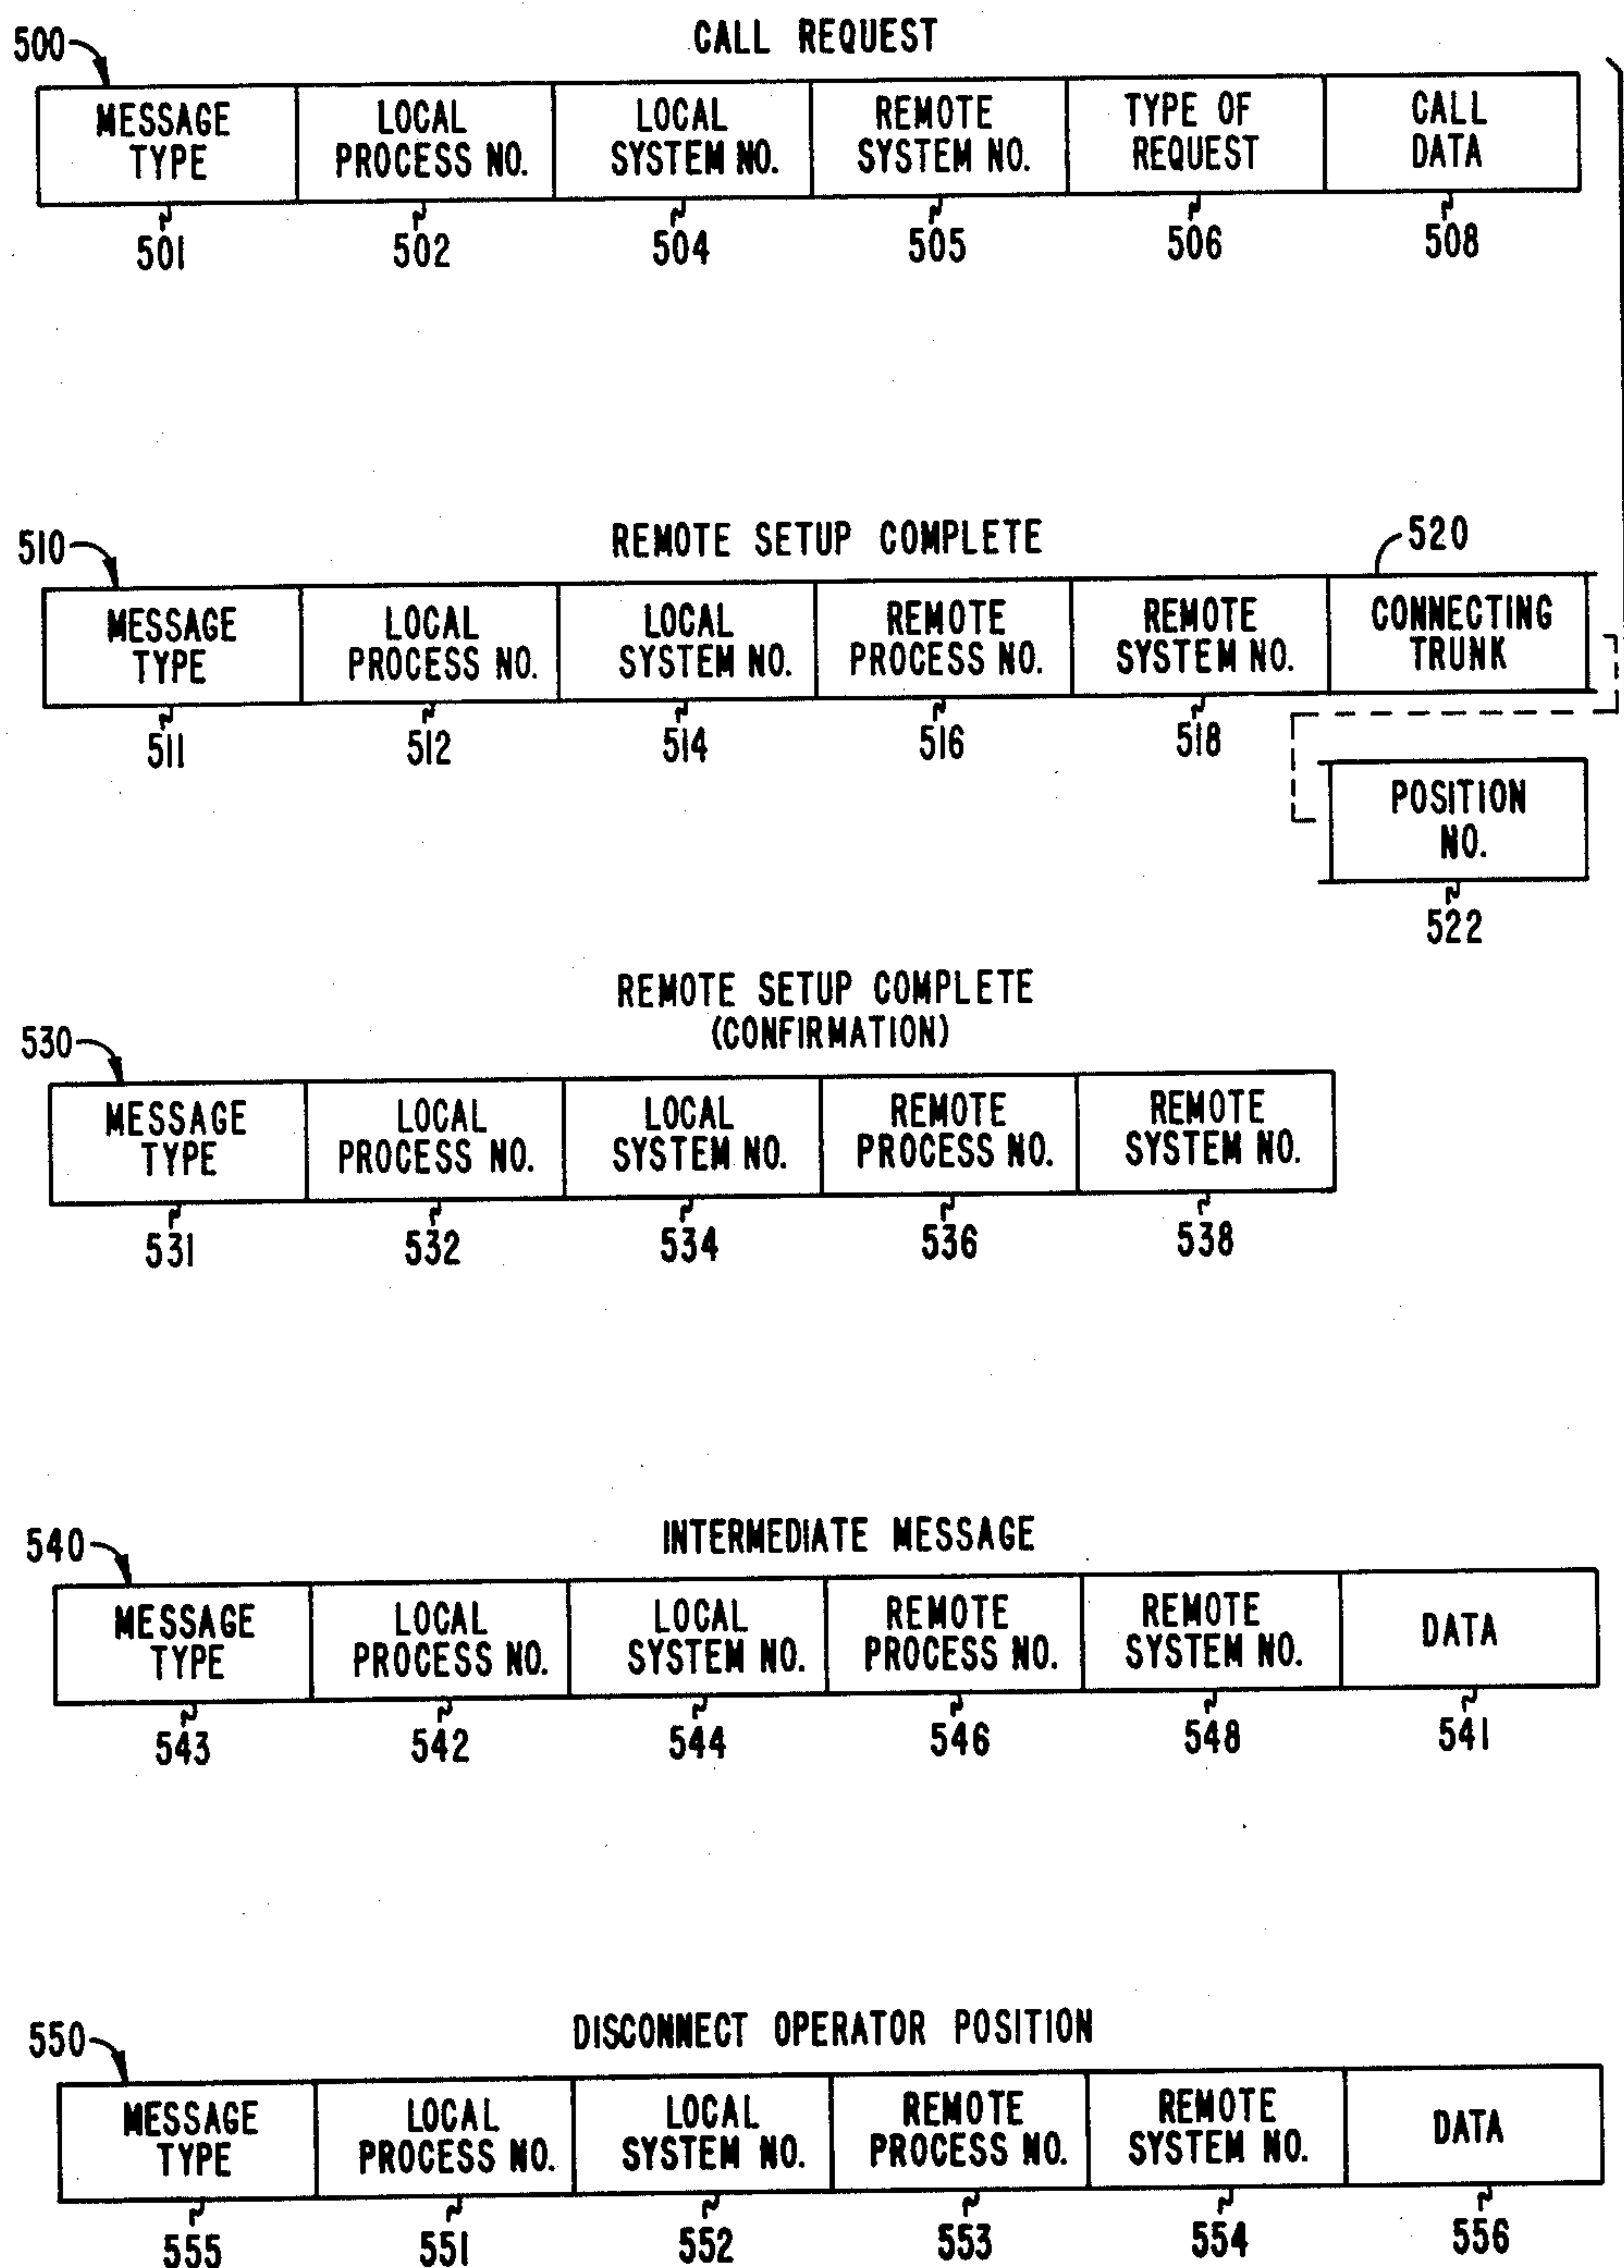 500
CALL REQUEST
MESSAGE TYPE
LOCAL PROCESS NO.
LOCAL SYSTEM NO.
REMOTE SYSTEM NO.
TYPE OF REQUEST
CALL DATA
501 502 504 505 506 508
510
REMOTE SETUP COMPLETE
520
MESSAGE TYPE
LOCAL PROCESS NO.
LOCAL SYSTEM NO.
REMOTE PROCESS NO.
REMOTE SYSTEM NO.
CONNECTING TRUNK
511 512 514 516 518
POSITION NO.
522
REMOTE SETUP COMPLETE
(CONFIRMATION)
530
MESSAGE TYPE
LOCAL PROCESS NO.
LOCAL SYSTEM NO.
REMOTE PROCESS NO.
REMOTE SYSTEM NO.
531 532 534 536 538
540
INTERMEDIATE MESSAGE
MESSAGE TYPE
LOCAL PROCESS NO.
LOCAL SYSTEM NO.
REMOTE PROCESS NO.
REMOTE SYSTEM NO.
DATA
543 542 544 546 548 541
550
DISCONNECT OPERATOR POSITION
MESSAGE TYPE
LOCAL PROCESS NO.
LOCAL SYSTEM NO.
REMOTE PROCESS NO.
REMOTE SYSTEM NO.
DATA
555 551 552 553 554 556